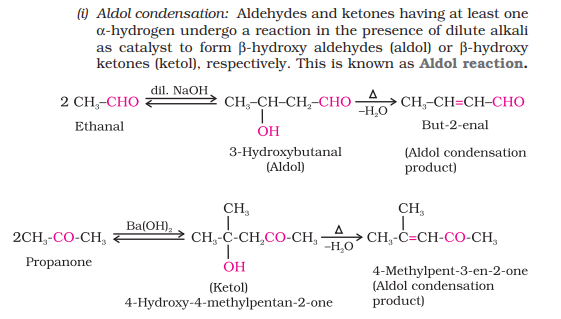 (i) Aldol condensation: Aldehydes and ketones having at least one
α-hydrogen undergo a reaction in the presence of dilute alkali
as catalyst to form β-hydroxy aldehydes (aldol) or β-hydroxy
ketones (ketol), respectively. This is known as Aldol reaction.
2 CH₃-CHO dil. NaOH CH₃-CH-CH₂-CHO Δ -H₂O CH₃-CH=CH-CHO
OH
Ethanal
But-2-enal
3-Hydroxybutanal
(Aldol)
(Aldol condensation
product)
CH₃ CH₃
2CH₃-CO-CH₃ Ba(OH)₂ CH₃-C-CH₂CO-CH₃ Δ -H₂O CH₃-C=CH-CO-CH₃
OH
Propanone
(Ketol)
4-Hydroxy-4-methylpentan-2-one
4-Methylpent-3-en-2-one
(Aldol condensation
product)